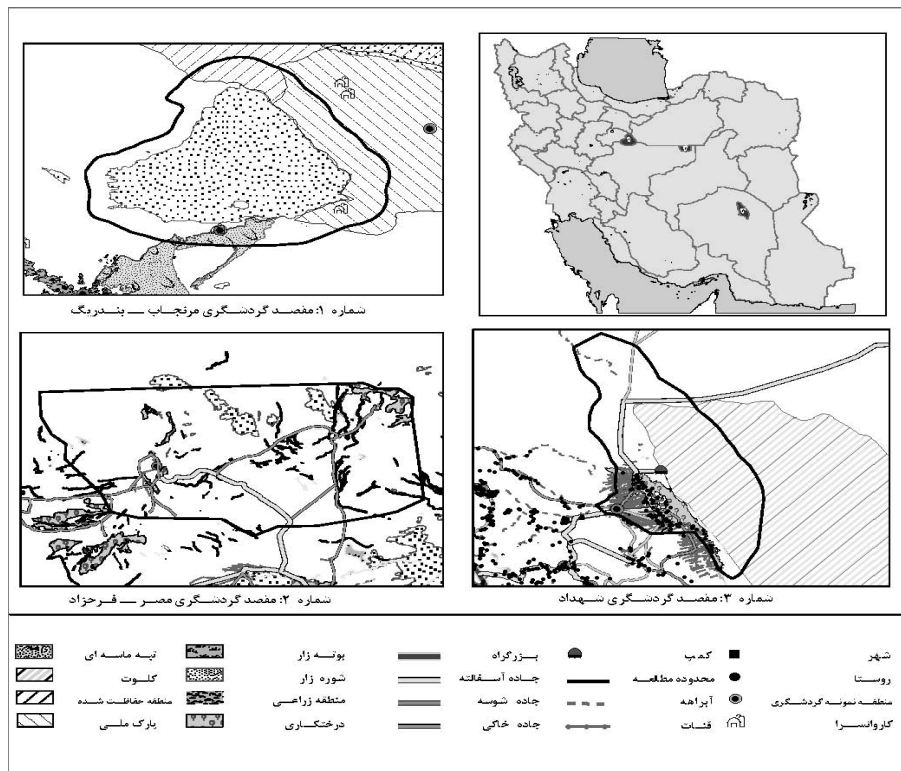 شماره ۱: مقصد گردشگری مرنجاب ــ بندریگ
شماره ۲: مقصد گردشگری مصر ــ فرحزاد
شماره ۳: مقصد گردشگری شهداد
شهر
کمپ
بزرگراه
بوته زار
تپه ماسه ای
روستا
محدوده مطالعه
جاده آسفالته
شوره زار
کلوت
منطقه نمونه گردشگری
آبراهه
جاده شوسه
منطقه زراعی
منطقه حفاظت شده
کاروانسرا
قنات
جاده خاکی
درختکاری
پارک ملی